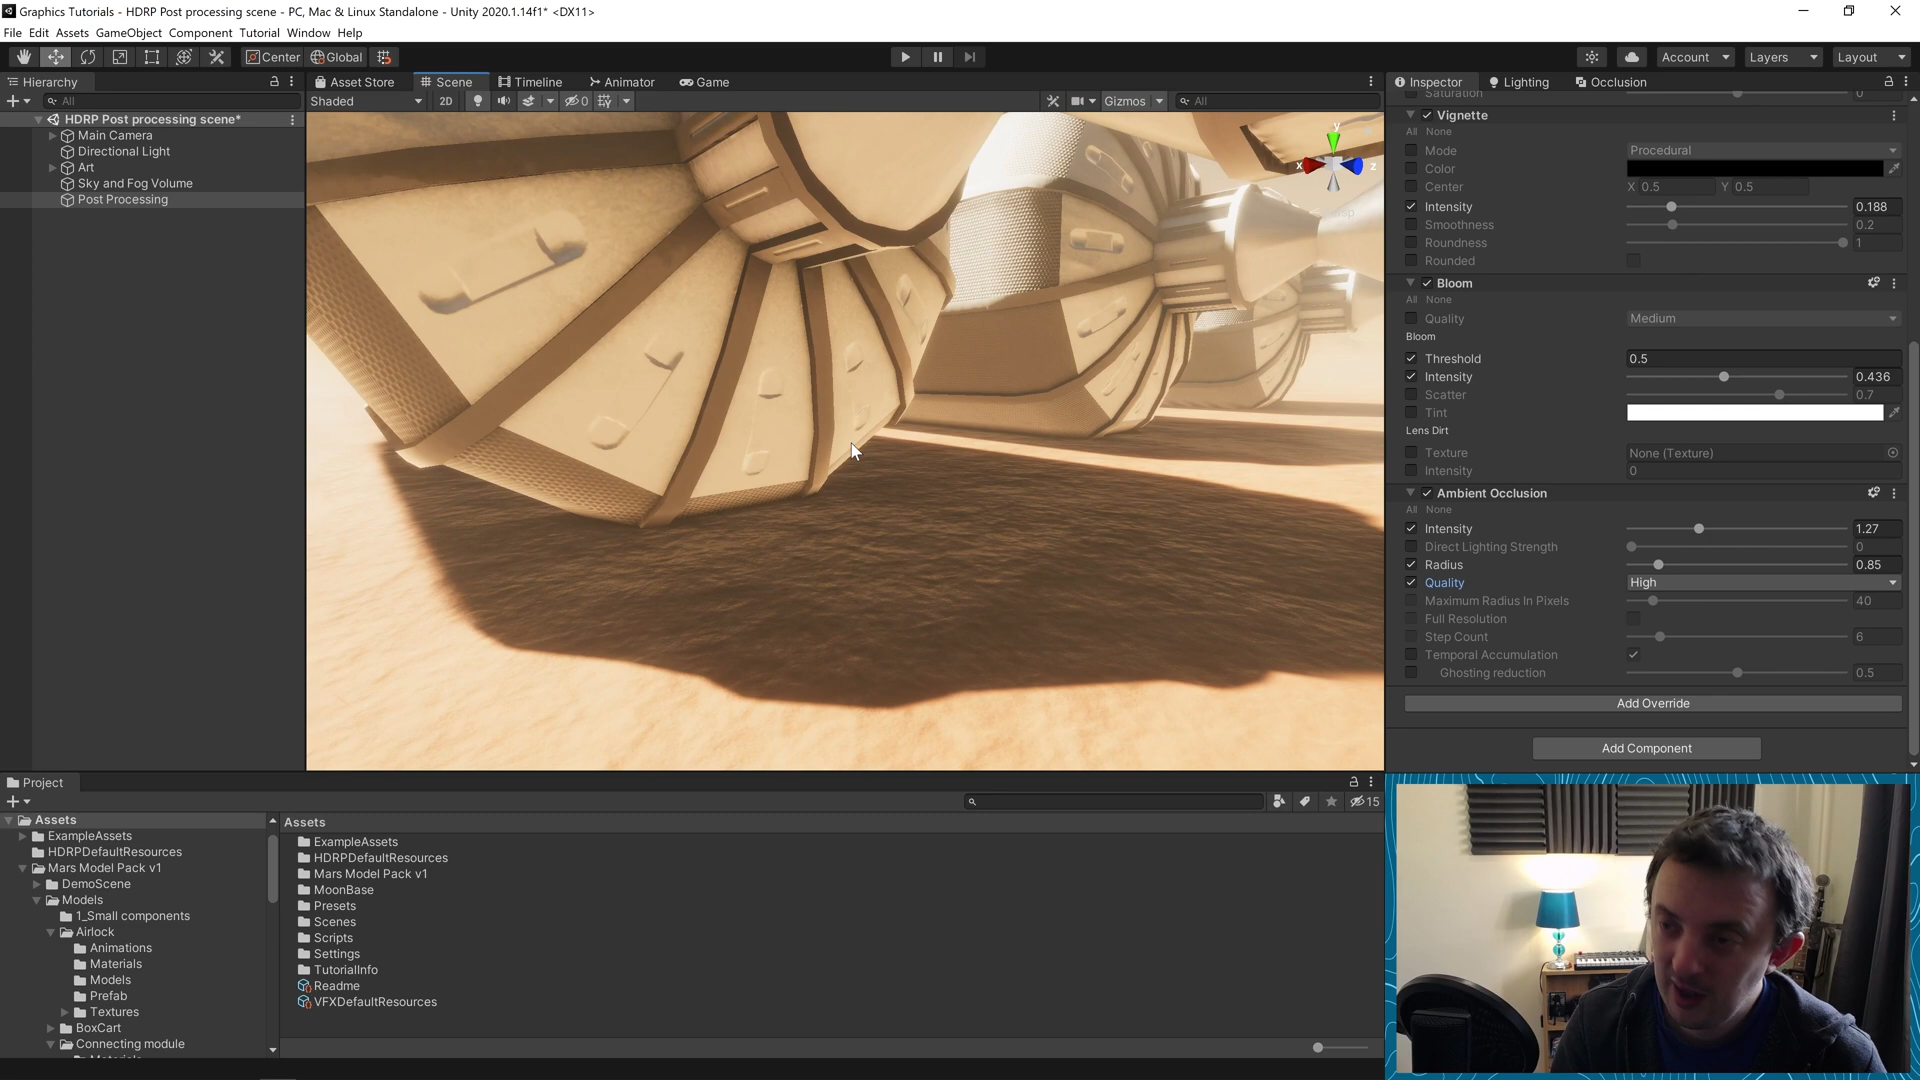 Graphics Tutorials - HDRP Post processing scene - PC, Mac & Linux Standalone - Unity 2020.1.14f1* <DX11>
File Edit Assets GameObject Component Tutorial Window Help
Center Global Account Layers Layout
Hierarchy
All
HDRP Post processing scene*
Main Camera
Directional Light
Art
Sky and Fog Volume
Post Processing
Asset Store Scene Timeline Animator Game
Shaded 2D 0 Gizmos All
y
x z
Inspector Lighting Occlusion
Saturation 0
Vignette
All None
Mode Procedural
Color
Center X 0.5 Y 0.5
Intensity 0.188
Smoothness 0.2
Roundness 1
Rounded
Bloom
All None
Quality Medium
Bloom
Threshold 0.5
Intensity 0.436
Scatter 0.7
Tint
Lens Dirt
Texture None (Texture)
Intensity 0
Ambient Occlusion
All None
Intensity 1.27
Direct Lighting Strength 0
Radius 0.85
Quality High
Maximum Radius In Pixels 40
Full Resolution
Step Count 6
Temporal Accumulation
Ghosting reduction 0.5
Add Override
Add Component
Project
15
Assets
ExampleAssets
HDRPDefaultResources
Mars Model Pack v1
DemoScene
Models
1_Small components
Airlock
Animations
Materials
Models
Prefab
Textures
BoxCart
Connecting module
Assets
ExampleAssets
HDRPDefaultResources
Mars Model Pack v1
MoonBase
Presets
Scenes
Scripts
Settings
TutorialInfo
Readme
VFXDefaultResources